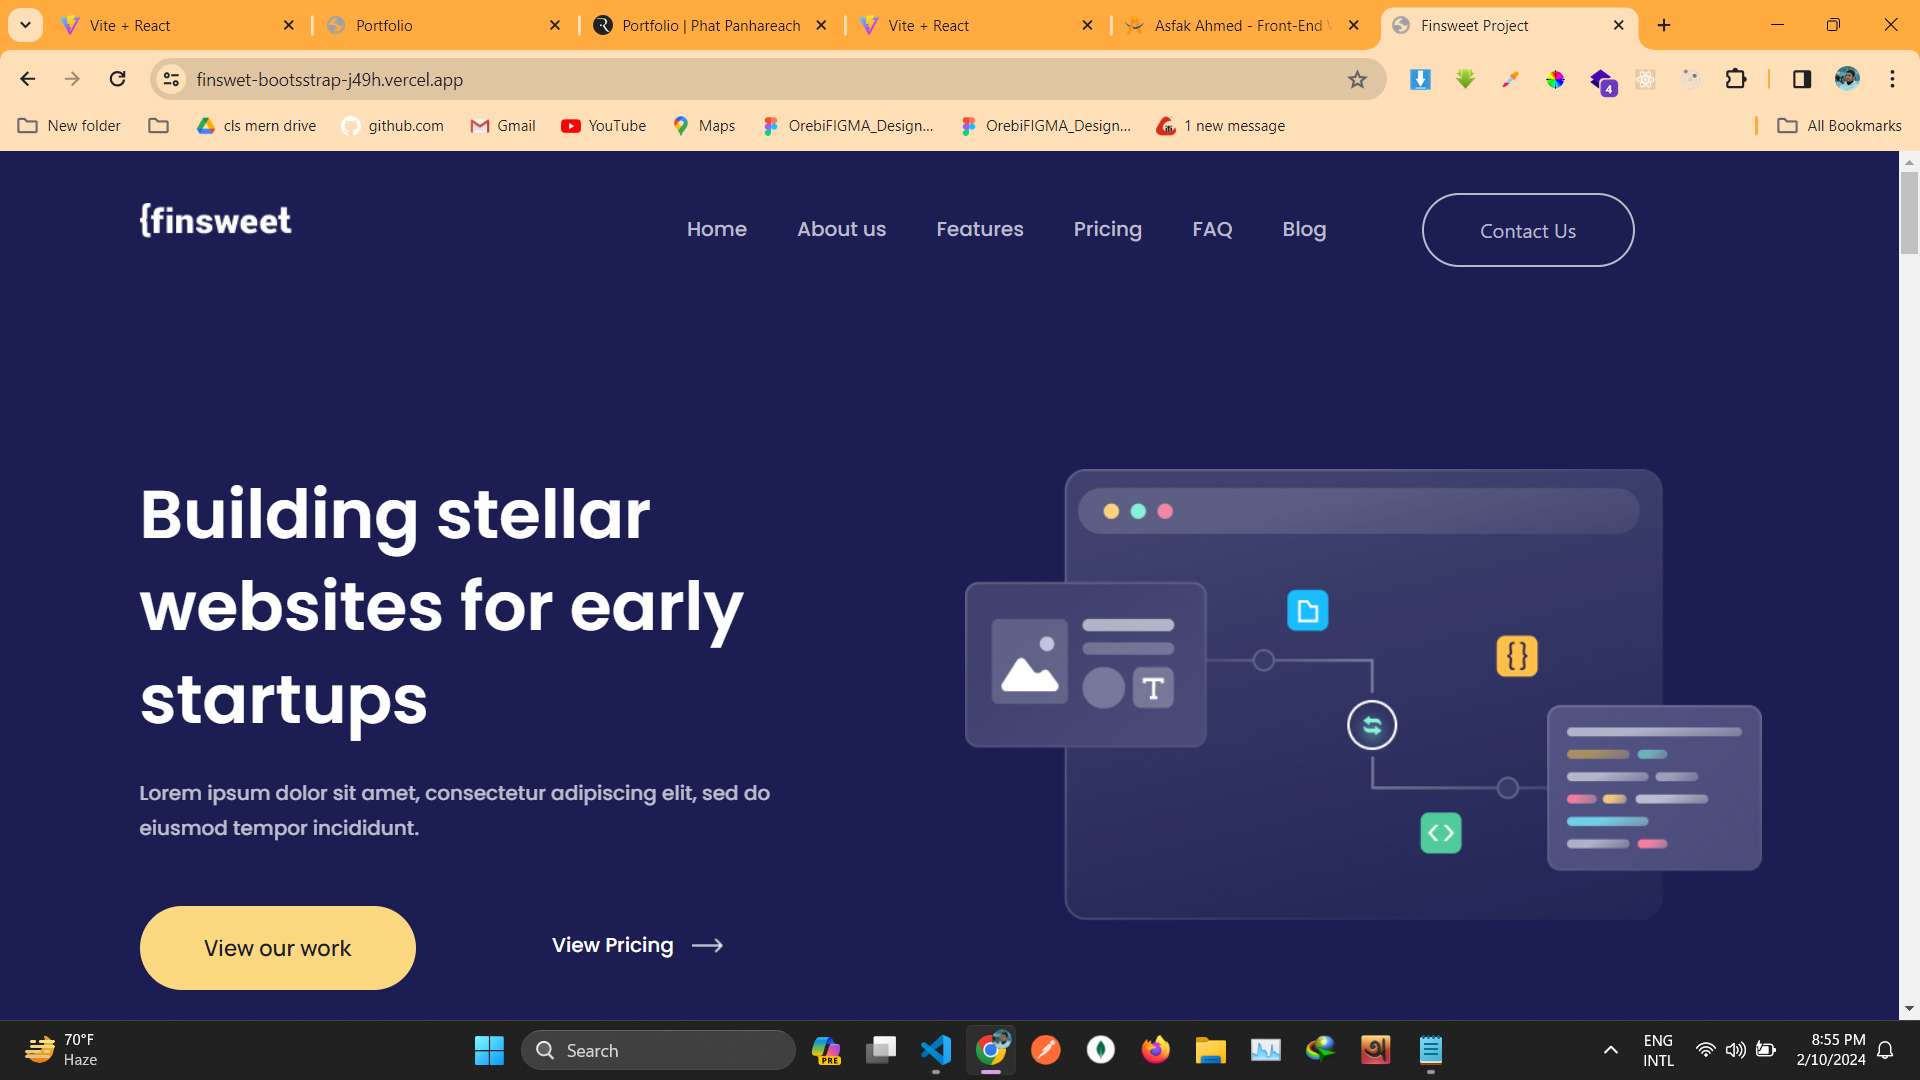 Vite + React
Portfolio
Portfolio | Phat Panhareach
Vite + React
Asfak Ahmed - Front-End
Finsweet Project
finswet-bootsstrap-j49h.vercel.app
4
New folder
cls mern drive
github.com
Gmail
YouTube
Maps
OrebiFIGMA_Design...
OrebiFIGMA_Design...
1 new message
All Bookmarks
{finsweet
Home
About us
Features
Pricing
FAQ
Blog
Contact Us
Building stellar
websites for early
startups
Lorem ipsum dolor sit amet, consectetur adipiscing elit, sed do
eiusmod tempor incididunt.
View our work
View Pricing
T
{}
<>
70°F
Haze
Search
PRE
ENG
INTL
8:55 PM
2/10/2024